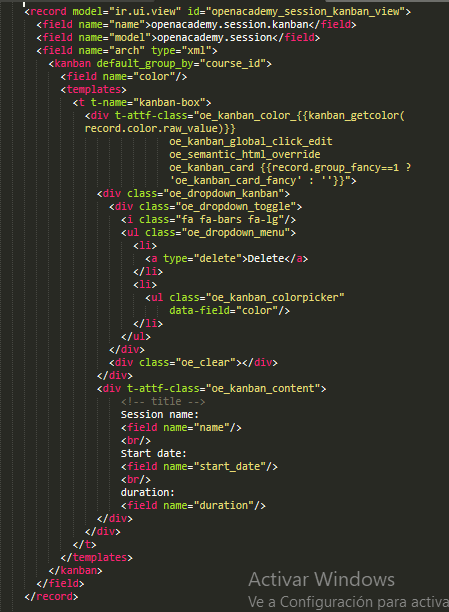 <record model="ir.ui.view" id="openacademy_session_kanban_view">
<field name="name">openacademy.session.kanban</field>
<field name="model">openacademy.session</field>
<field name="arch" type="xml">
<kanban default_group_by="course_id">
<field name="color"/>
<templates>
<t t-name="kanban-box">
<div t-attf-class="oe_kanban_color_{{kanban_getcolor(
record.color.raw_value)}}
oe_kanban_global_click_edit
oe_semantic_html_override
oe_kanban_card {{record.group_fancy==1 ?
'oe_kanban_card_fancy' : ''}}">
<div class="oe_dropdown_kanban">
<div class="oe_dropdown_toggle">
<i class="fa fa-bars fa-lg"/>
<ul class="oe_dropdown_menu">
<li>
<a type="delete">Delete</a>
</li>
<li>
<ul class="oe_kanban_colorpicker"
data-field="color"/>
</li>
</ul>
</div>
<div class="oe_clear"></div>
</div>
<div t-attf-class="oe_kanban_content">
<!-- title -->
Session name:
<field name="name"/>
<br/>
Start date:
<field name="start_date"/>
<br/>
duration:
<field name="duration"/>
</div>
</div>
</t>
</templates>
</kanban>
</field>
</record>
Activar Windows
Ve a Configuración para activa